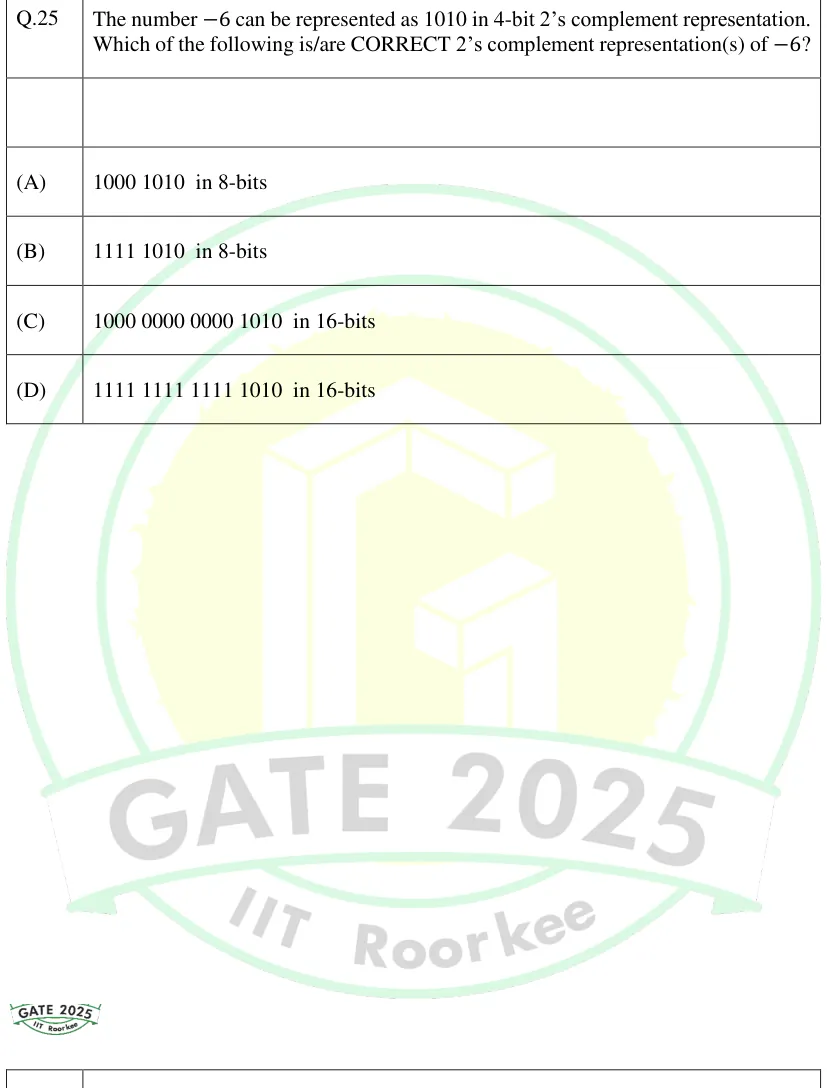 Q.25 The number −6 can be represented as 1010 in 4-bit 2’s complement representation.
Which of the following is/are CORRECT 2’s complement representation(s) of −6?
(A) 1000 1010 in 8-bits
(B) 1111 1010 in 8-bits
(C) 1000 0000 0000 1010 in 16-bits
(D) 1111 1111 1111 1010 in 16-bits
GATE 2025
IIT Roorkee
GATE 2025
IIT Roorkee